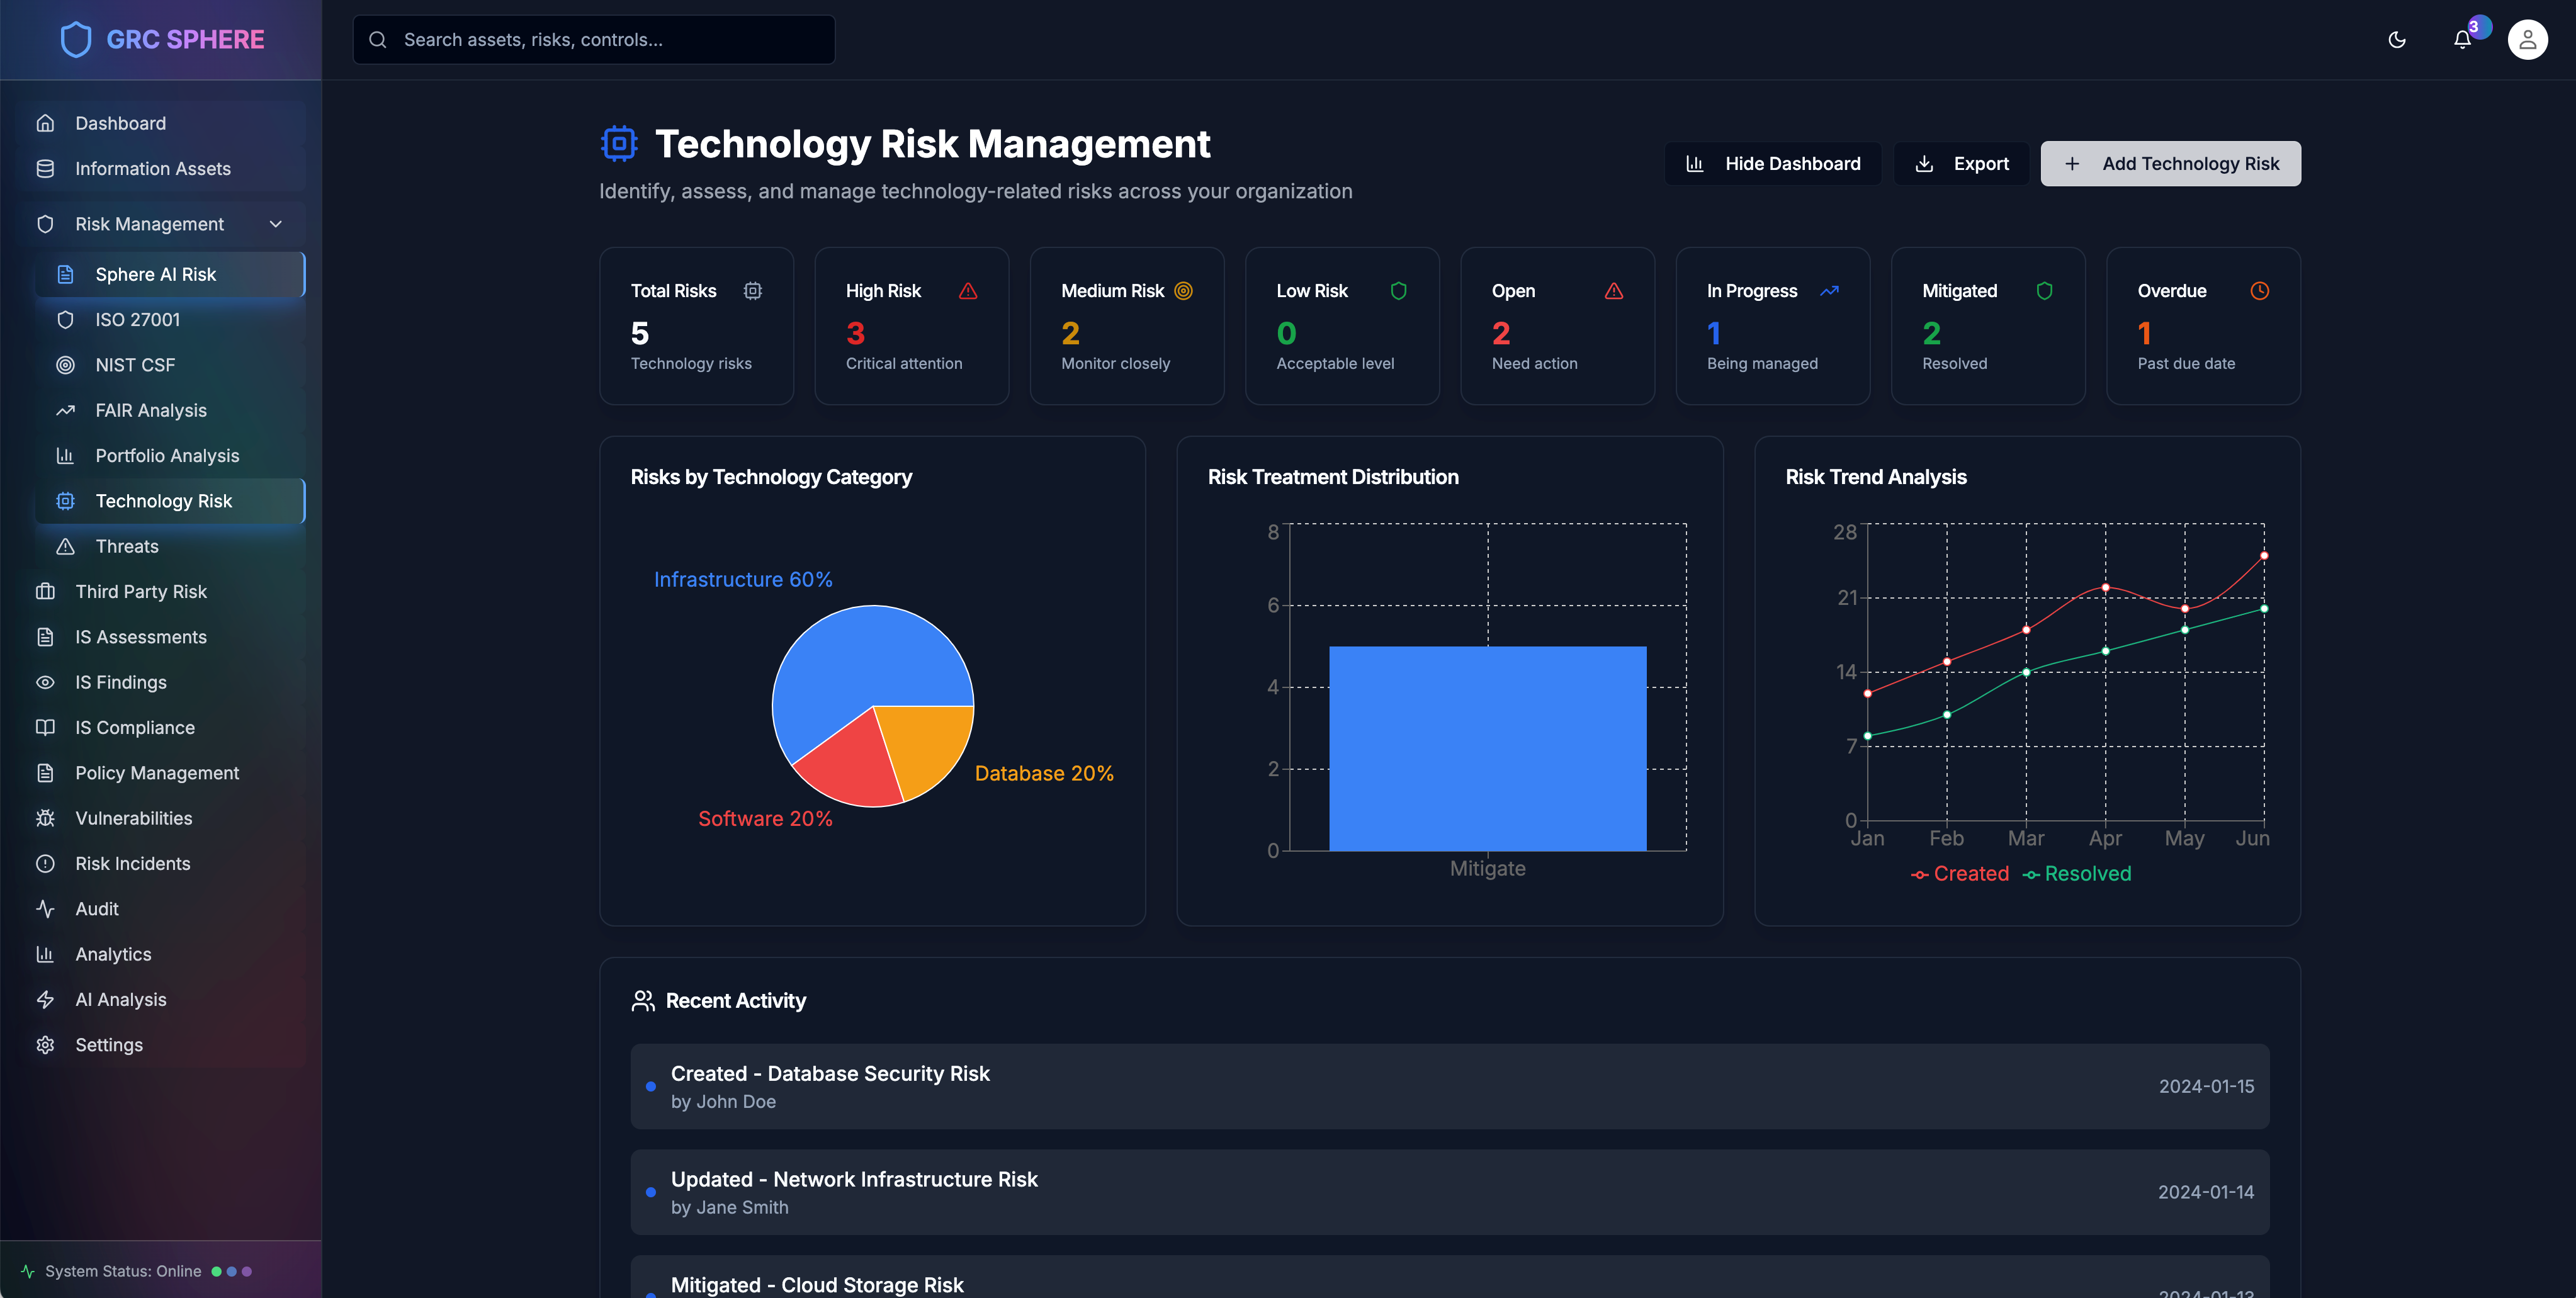 GRC SPHERE
Search assets, risks, controls...
3
Dashboard
Information Assets
Risk Management
Sphere AI Risk
ISO 27001
NIST CSF
FAIR Analysis
Portfolio Analysis
Technology Risk
Threats
Third Party Risk
IS Assessments
IS Findings
IS Compliance
Policy Management
Vulnerabilities
Risk Incidents
Audit
Analytics
AI Analysis
Settings
System Status: Online
Technology Risk Management
Identify, assess, and manage technology-related risks across your organization
Hide Dashboard
Export
Add Technology Risk
Total Risks
5
Technology risks
High Risk
3
Critical attention
Medium Risk
2
Monitor closely
Low Risk
0
Acceptable level
Open
2
Need action
In Progress
1
Being managed
Mitigated
2
Resolved
Overdue
1
Past due date
Risks by Technology Category
Infrastructure 60%
Database 20%
Software 20%
Risk Treatment Distribution
8
6
4
2
0
Mitigate
Risk Trend Analysis
28
21
14
7
0
Jan Feb Mar Apr May Jun
Created Resolved
Recent Activity
Created - Database Security Risk
by John Doe
2024-01-15
Updated - Network Infrastructure Risk
by Jane Smith
2024-01-14
Mitigated - Cloud Storage Risk
2024-01-13